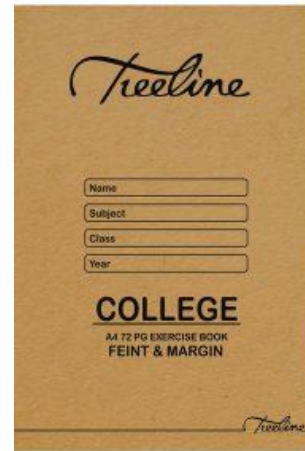 Treeline
Name
Subject
Class
Year
COLLEGE
A4 72 PG EXERCISE BOOK
FEINT & MARGIN
Treeline